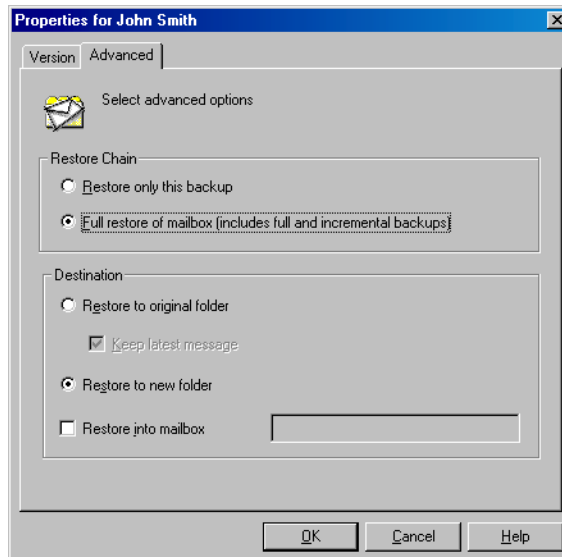 Properties for John Smith
Version Advanced
Select advanced options
Restore Chain
Restore only this backup
Full restore of mailbox (includes full and incremental backups)
Destination
Restore to original folder
Keep latest message
Restore to new folder
Restore into mailbox
OK Cancel Help